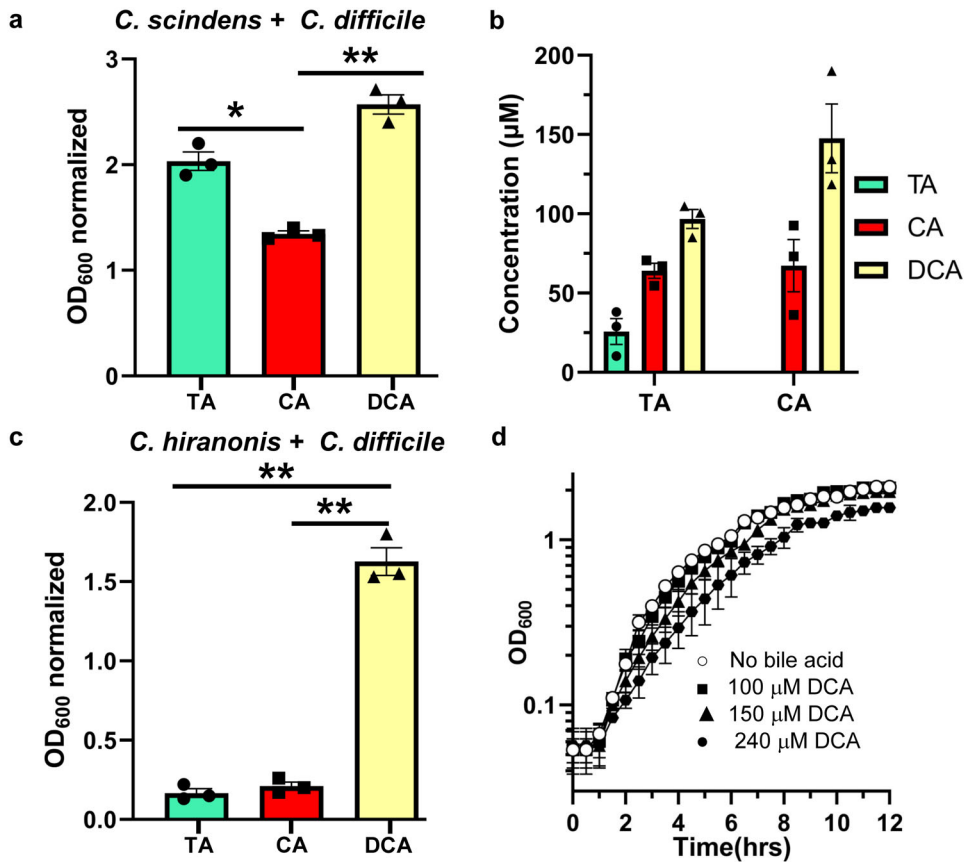 a
C. scindens + C. difficile
**
*
OD600 normalized
3
2
1
0
TA
CA
DCA
b
Concentration (µM)
200
150
100
50
0
TA
CA
TA
CA
DCA
c
C. hiranonis + C. difficile
**
**
OD600 normalized
2.0
1.5
1.0
0.5
0.0
TA
CA
DCA
d
OD600
1
0.1
No bile acid
100 µM DCA
150 µM DCA
240 µM DCA
0 2 4 6 8 10 12
Time(hrs)